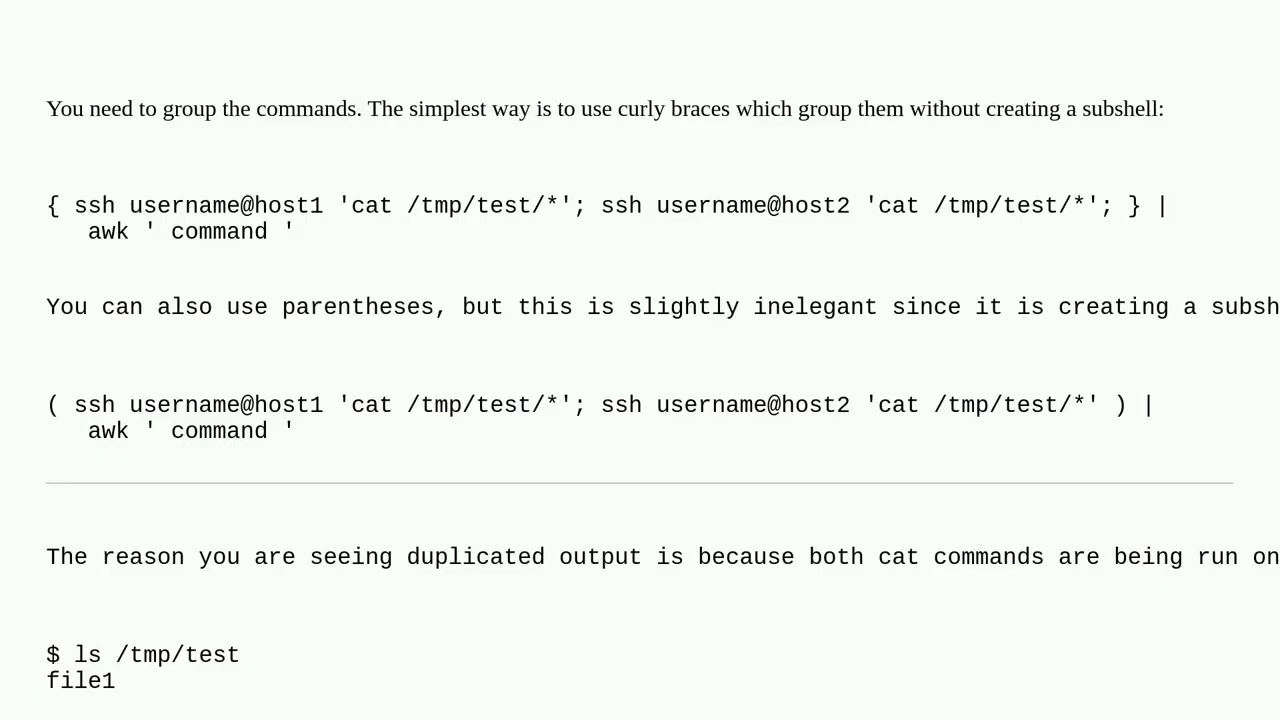 You need to group the commands. The simplest way is to use curly braces which group them without creating a subshell:
{ ssh username@host1 'cat /tmp/test/*'; ssh username@host2 'cat /tmp/test/*'; } |
   awk ' command '
You can also use parentheses, but this is slightly inelegant since it is creating a subsh
( ssh username@host1 'cat /tmp/test/*'; ssh username@host2 'cat /tmp/test/*' ) |
   awk ' command '
The reason you are seeing duplicated output is because both cat commands are being run on
$ ls /tmp/test
file1